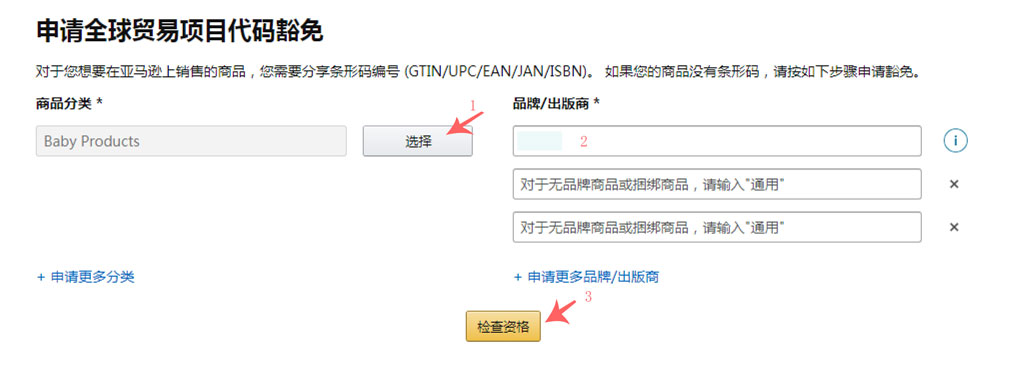 申请全球贸易项目代码豁免
对于您想要在亚马逊上销售的商品，您需要分享条形码编号 (GTIN/UPC/EAN/JAN/ISBN)。 如果您的商品没有条形码，请按如下步骤申请豁免。
商品分类 *
1
品牌/出版商 *
Baby Products
选择
2
i
对于无品牌商品或捆绑商品，请输入"通用"
×
对于无品牌商品或捆绑商品，请输入"通用"
×
+ 申请更多分类
+ 申请更多品牌/出版商
3
检查资格